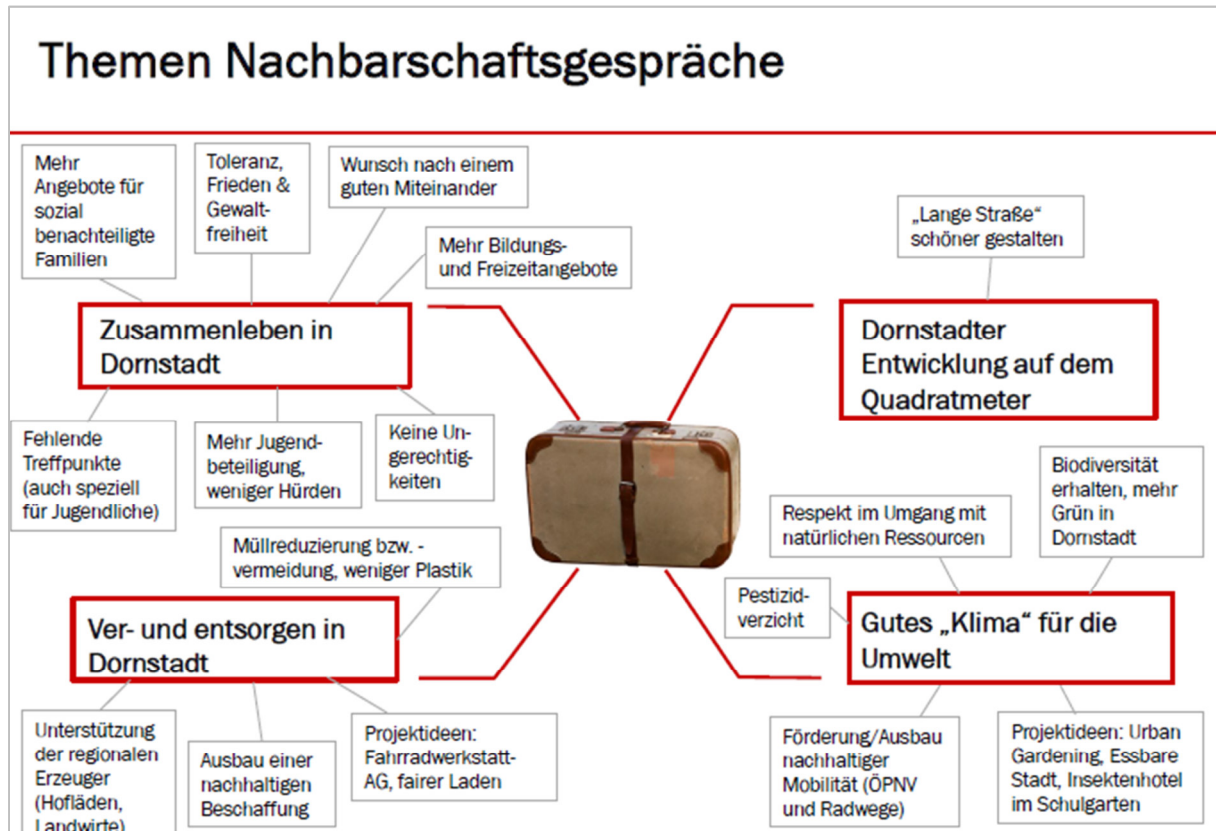 Themen Nachbarschaftsgespräche
Mehr
Angebote für
sozial
benachteiligte
Familien
Toleranz,
Frieden &
Gewalt-
freiheit
Wunsch nach einem
guten Miteinander
Mehr Bildungs-
und Freizeitangebote
Zusammenleben in
Dornstadt
Fehlende
Treffpunkte
(auch speziell
für Jugendliche)
Mehr Jugend-
beteiligung,
weniger Hürden
Keine Un-
gerechtig-
keiten
„Lange Straße“
schöner gestalten
Dornstadter
Entwicklung auf dem
Quadratmeter
Müllreduzierung bzw. -
vermeidung, weniger Plastik
Ver- und entsorgen in
Dornstadt
Unterstützung
der regionalen
Erzeuger
(Hofläden,
Landwirte)
Ausbau einer
nachhaltigen
Beschaffung
Projektideen:
Fahrradwerkstatt-
AG, fairer Laden
Respekt im Umgang mit
natürlichen Ressourcen
Biodiversität
erhalten, mehr
Grün in
Dornstadt
Pestizid-
verzicht
Gutes „Klima“ für die
Umwelt
Förderung/Ausbau
nachhaltiger
Mobilität (ÖPNV
und Radwege)
Projektideen: Urban
Gardening, Essbare
Stadt, Insektenhotel
im Schulgarten